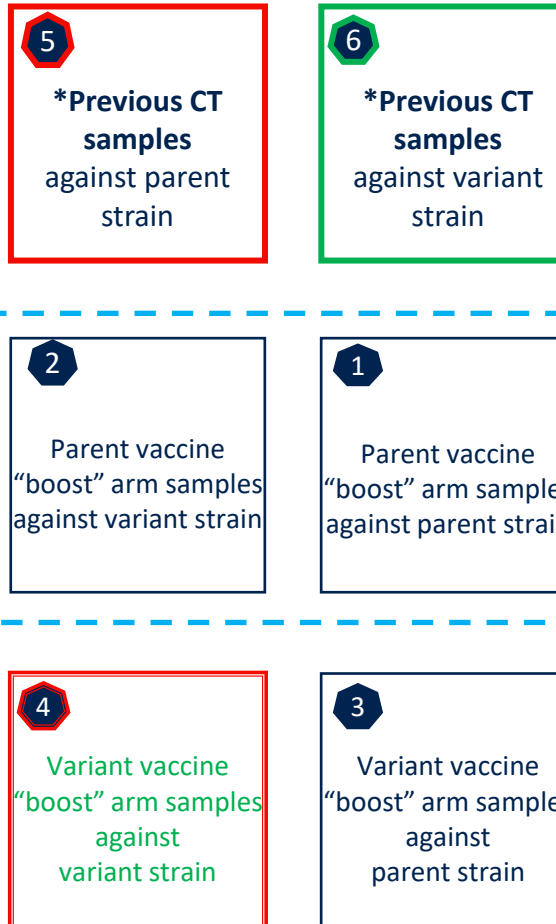 5
*Previous CT
samples
against parent
strain
6
*Previous CT
samples
against variant
strain
2
Parent vaccine
“boost” arm samples
against variant strain
1
Parent vaccine
“boost” arm sample
against parent strai
4
Variant vaccine
“boost” arm samples
against
variant strain
3
Variant vaccine
“boost” arm sample
against
parent strain